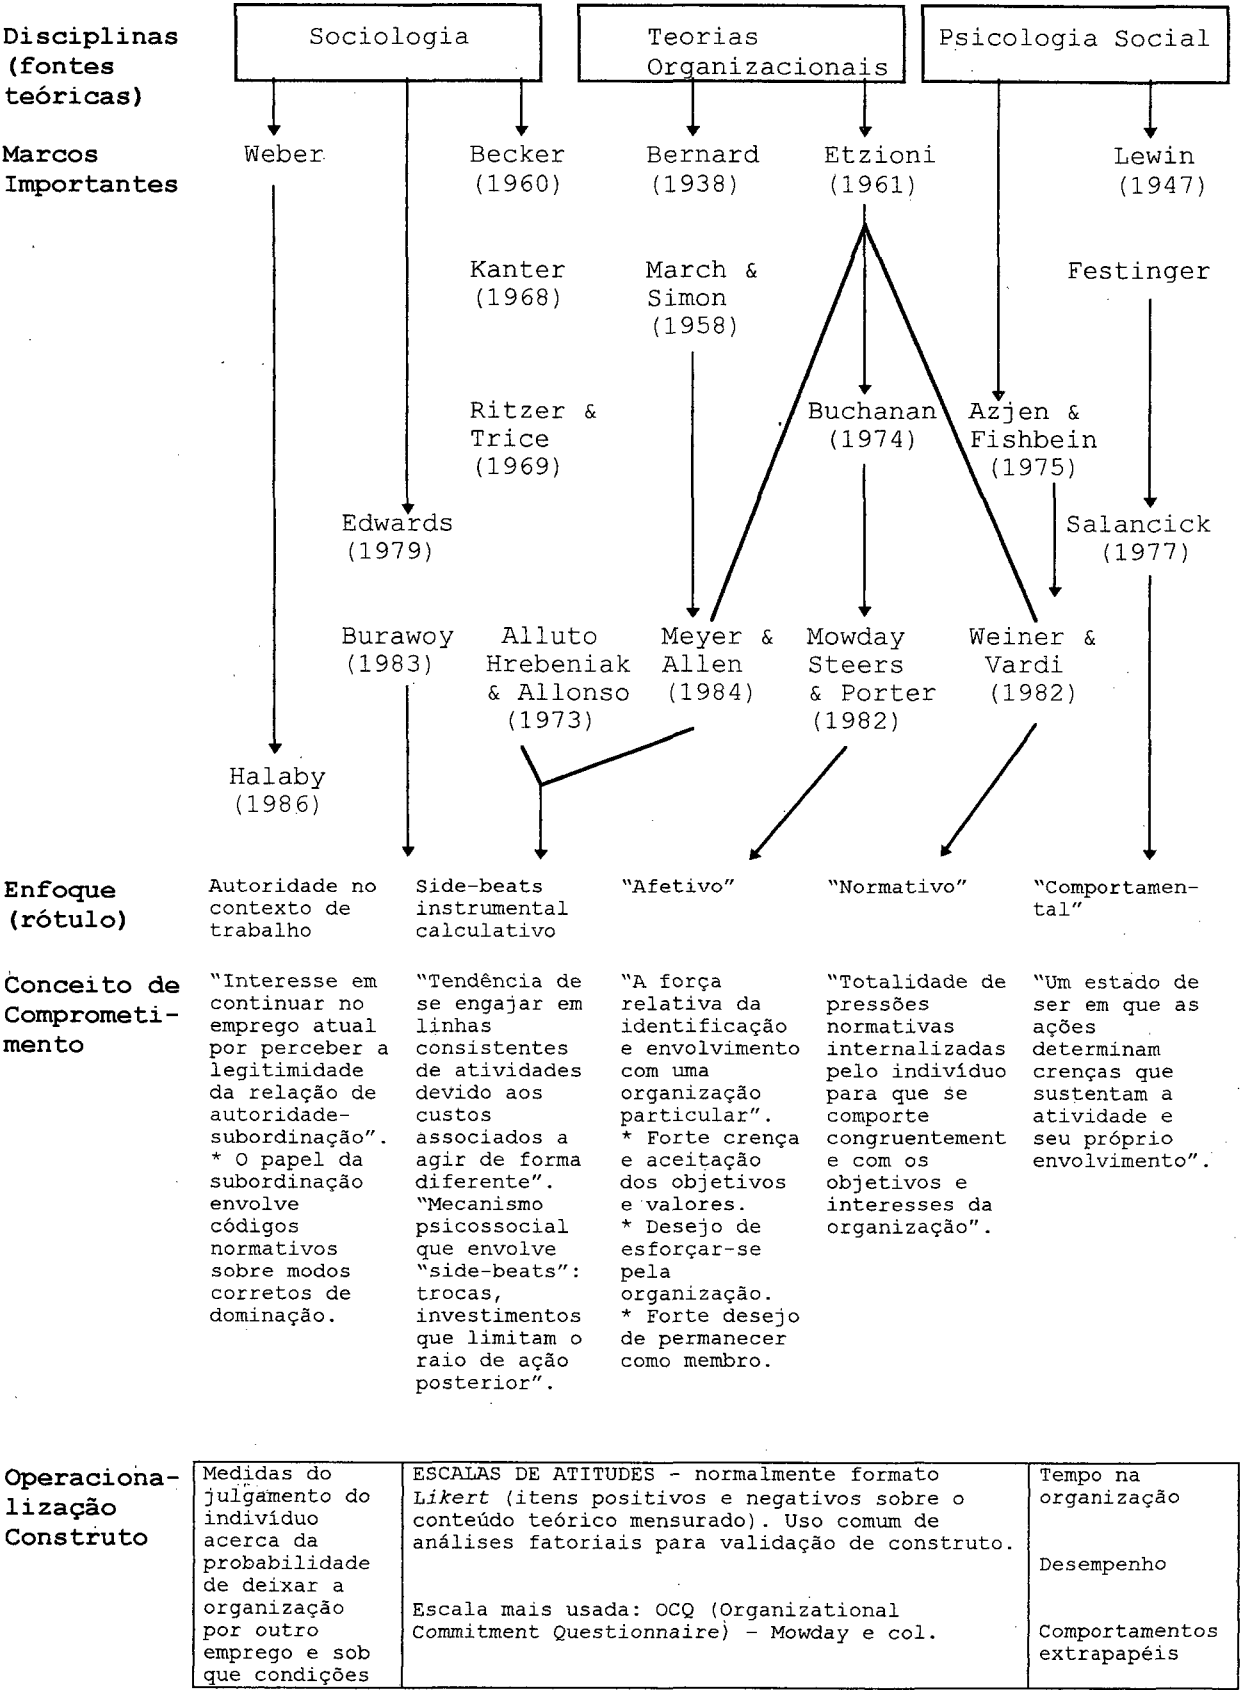 Disciplinas
(fontes
teóricas)
Sociologia
Teorias
Organizacionais
Psicologia Social
Marcos
Importantes
Weber
Becker
(1960)
Bernard
(1938)
Etzioni
(1961)
Lewin
(1947)
Kanter
(1968)
March &
Simon
(1958)
Festinger
Ritzer &
Trice
(1969)
Buchanan
(1974)
Azjen &
Fishbein
(1975)
Edwards
(1979)
Salancick
(1977)
Burawoy
(1983)
Alluto
Hrebeniak
& Allonso
(1973)
Meyer &
Allen
(1984)
Mowday
Steers
& Porter
(1982)
Weiner &
Vardi
(1982)
Halaby
(1986)
Enfoque
(rótulo)
Autoridade no
contexto de
trabalho
Side-beats
instrumental
calculativo
"Afetivo"
"Normativo"
"Comportamen-
tal"
Conceito de
Comprometi-
mento
"Interesse em
continuar no
emprego atual
por perceber a
legitimidade
da relação de
autoridade-
subordinação".
* O papel da
subordinação
envolve
códigos
normativos
sobre modos
corretos de
dominação.
"Tendência de
se engajar em
linhas
consistentes
de atividades
devido aos
custos
associados a
agir de forma
diferente".
"Mecanismo
psicossocial
que envolve
"side-beats":
trocas,
investimentos
que limitam o
raio de ação
posterior".
"A força
relativa da
identificação
e envolvimento
com uma
organização
particular".
* Forte crença
e aceitação
dos objetivos
e valores.
* Desejo de
esforçar-se
pela
organização.
* Forte desejo
de permanecer
como membro.
"Totalidade de
pressões
normativas
internalizadas
pelo indivíduo
para que se
comporte
congruentement
e com os
objetivos e
interesses da
organização".
"Um estado de
ser em que as
ações
determinam
crenças que
sustentam a
atividade e
seu próprio
envolvimento".
Operaciona-
lização
Construto
Medidas do
julgamento do
indivíduo
acerca da
probabilidade
de deixar a
organização
por outro
emprego e sob
que condições
ESCALAS DE ATITUDES - normalmente formato
Likert (itens positivos e negativos sobre o
conteúdo teórico mensurado). Uso comum de
análises fatoriais para validação de construto.
Escala mais usada: OCQ (Organizational
Commitment Questionnaire) - Mowday e col.
Tempo na
organização
Desempenho
Comportamentos
extrapapéis